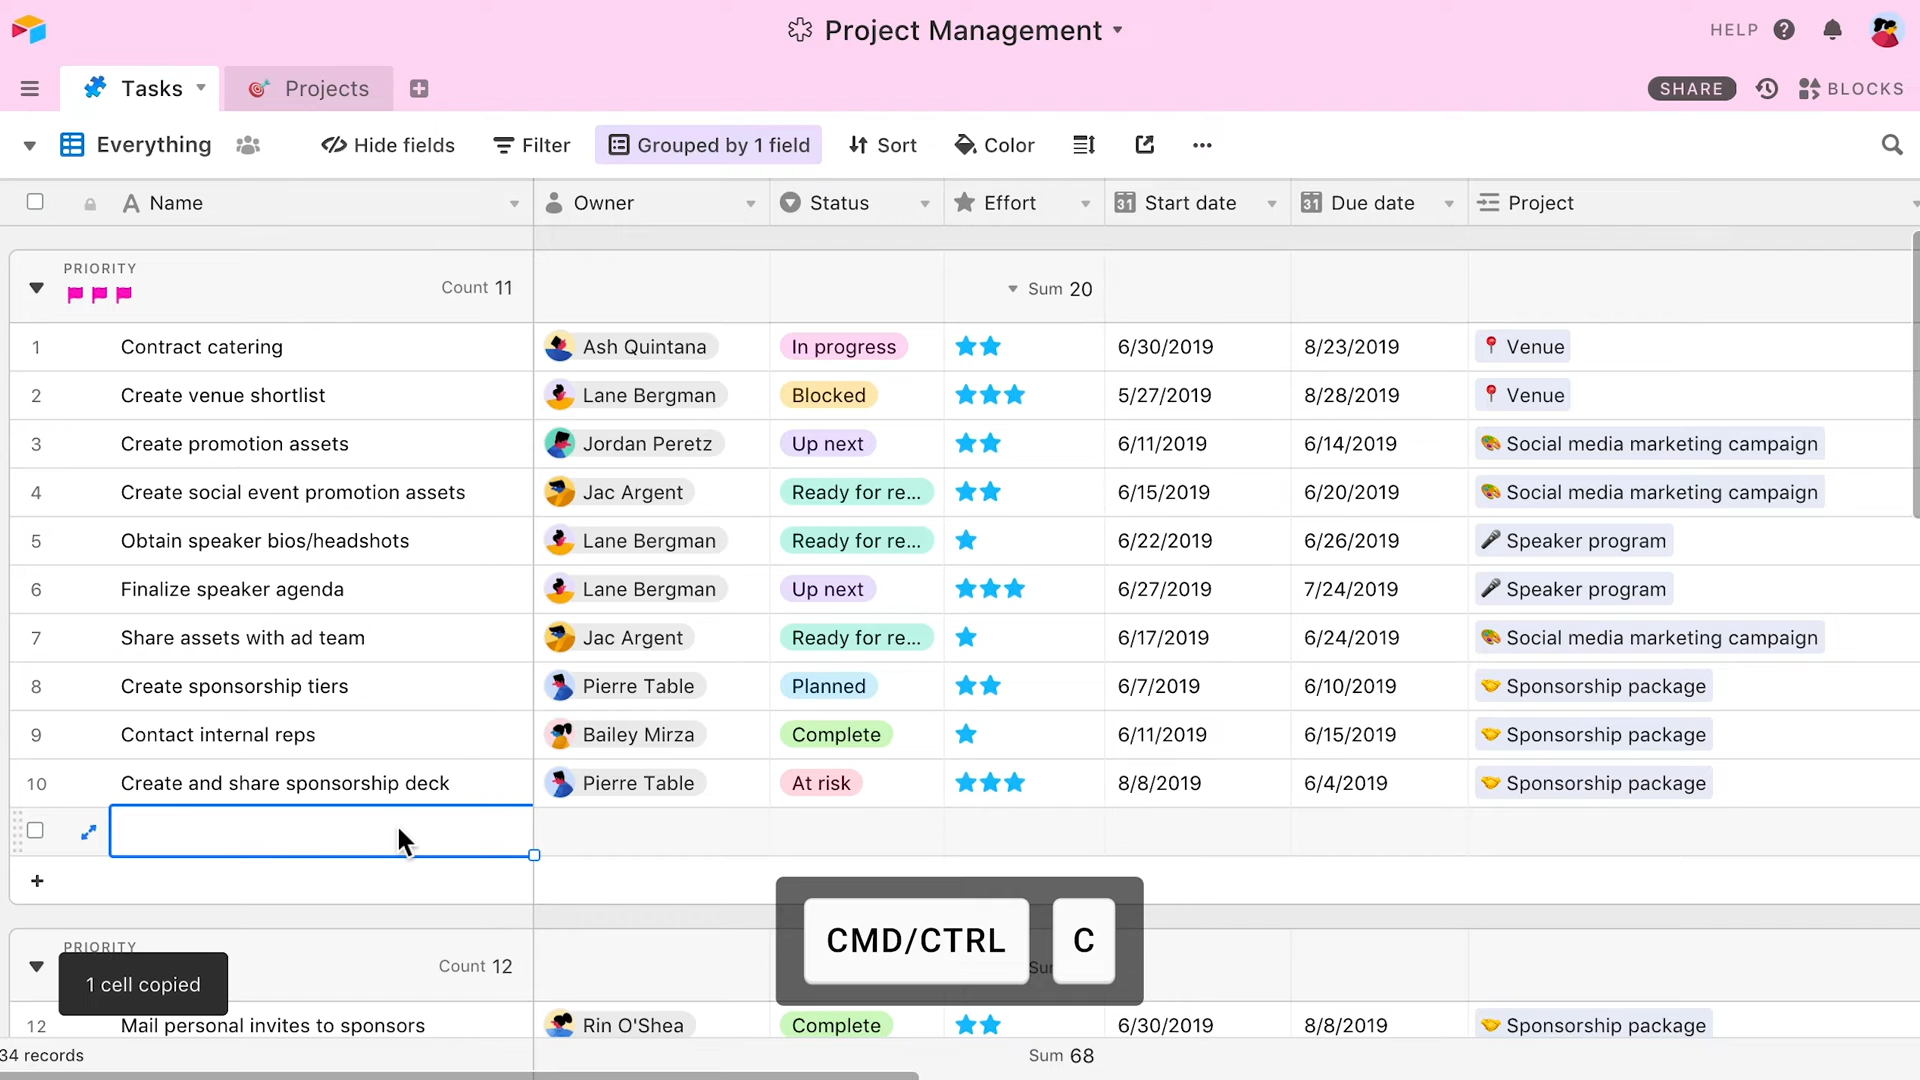 Project Management
HELP
Tasks
Projects
SHARE
BLOCKS
Everything
Hide fields
Filter
Grouped by 1 field
Sort
Color
Name Owner Status Effort Start date Due date Project
PRIORITY
Count 11 Sum 20
1 Contract catering Ash Quintana In progress 6/30/2019 8/23/2019 Venue
2 Create venue shortlist Lane Bergman Blocked 5/27/2019 8/28/2019 Venue
3 Create promotion assets Jordan Peretz Up next 6/11/2019 6/14/2019 Social media marketing campaign
4 Create social event promotion assets Jac Argent Ready for re... 6/15/2019 6/20/2019 Social media marketing campaign
5 Obtain speaker bios/headshots Lane Bergman Ready for re... 6/22/2019 6/26/2019 Speaker program
6 Finalize speaker agenda Lane Bergman Up next 6/27/2019 7/24/2019 Speaker program
7 Share assets with ad team Jac Argent Ready for re... 6/17/2019 6/24/2019 Social media marketing campaign
8 Create sponsorship tiers Pierre Table Planned 6/7/2019 6/10/2019 Sponsorship package
9 Contact internal reps Bailey Mirza Complete 6/11/2019 6/15/2019 Sponsorship package
10 Create and share sponsorship deck Pierre Table At risk 8/8/2019 6/4/2019 Sponsorship package
+
CMD/CTRL C
PRIORITY
Count 12
1 cell copied
12 Mail personal invites to sponsors Rin O'Shea Complete 6/30/2019 8/8/2019 Sponsorship package
34 records Sum 68